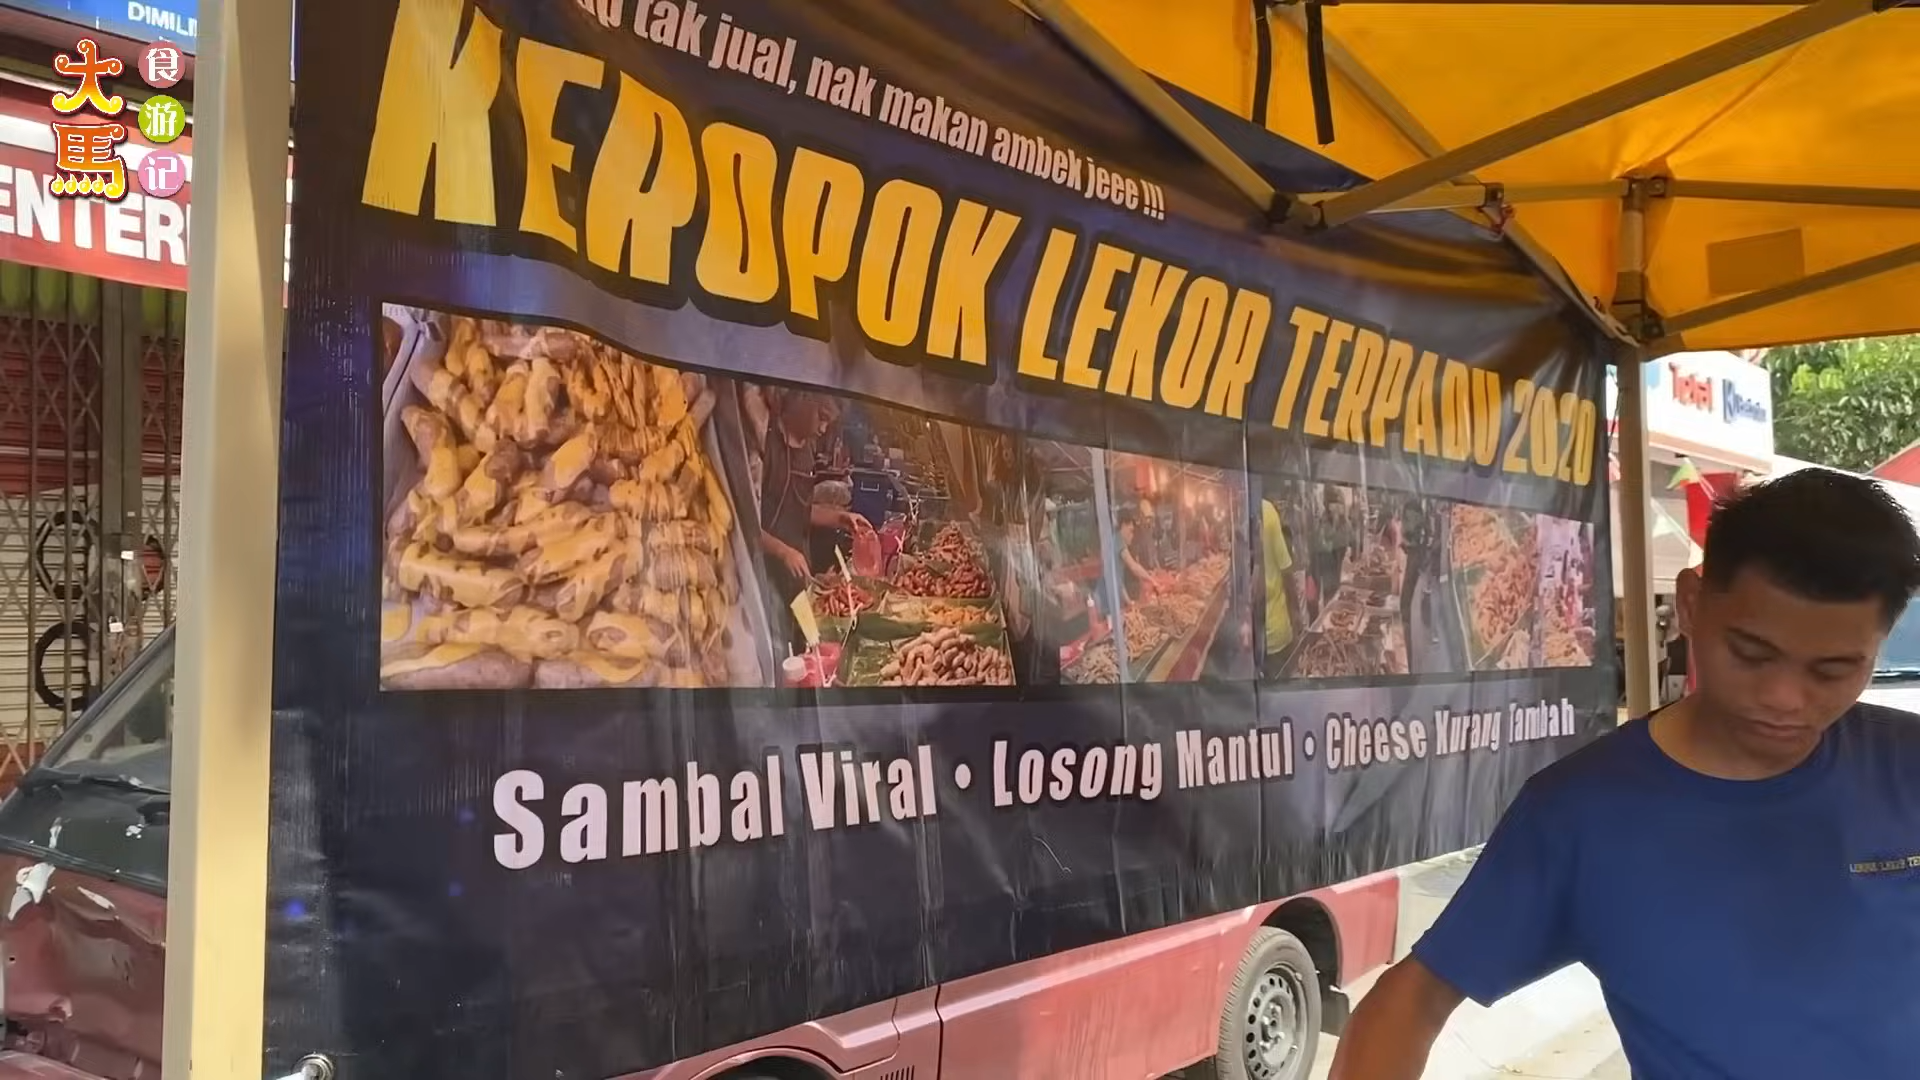 DIMILI
大马
食游记
ENTER
tak jual, nak makan ambek jeee !!!
KEROPOK LEKOR TERPADU 2020
Sambal Viral • Losong Mantul • Cheese Kurang Tambah